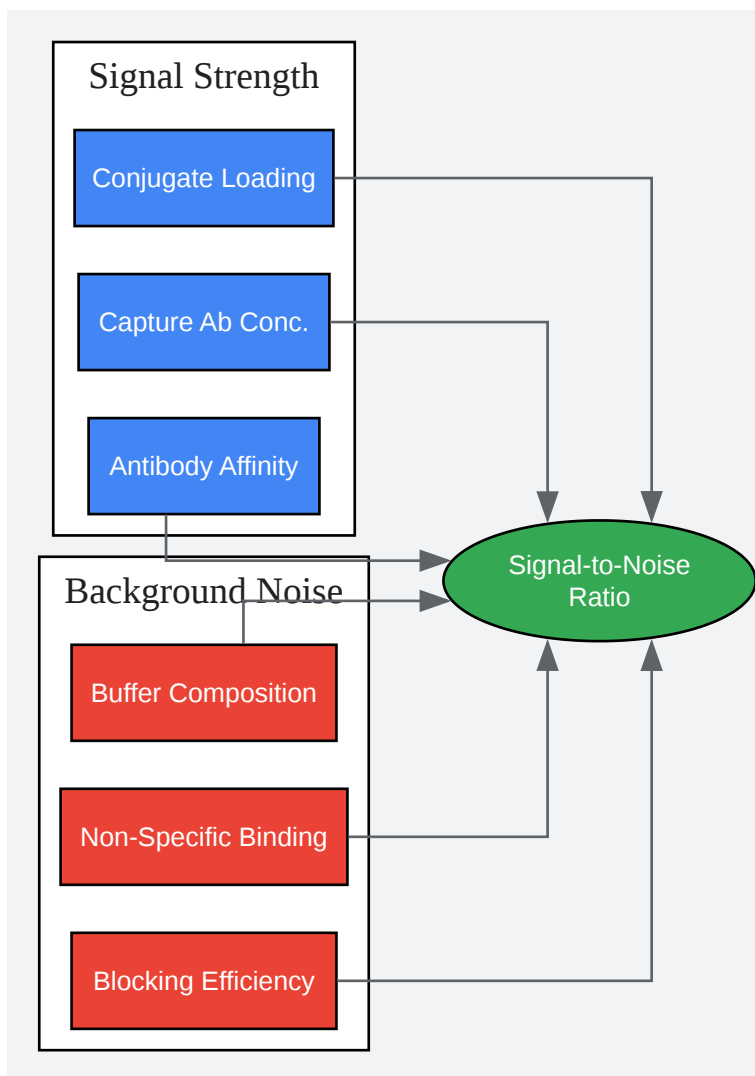 Signal Strength
Conjugate Loading
Capture Ab Conc.
Antibody Affinity
Signal-to-Noise
Ratio
Background Noise
Buffer Composition
Non-Specific Binding
Blocking Efficiency